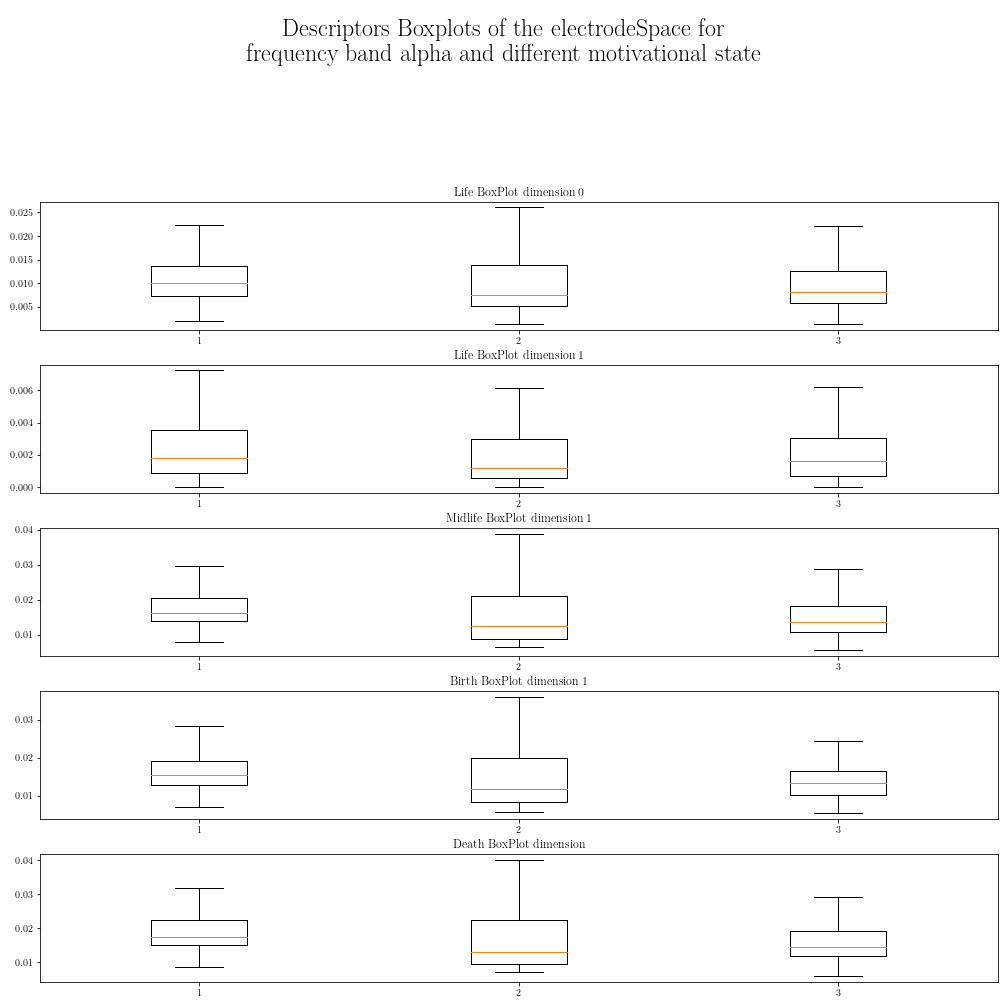 Descriptors Boxplots of the electrodeSpace for
frequency band alpha and different motivational state
Life BoxPlot dimension 0
0.025
0.020
0.015
0.010
0.005
1 2 3
Life BoxPlot dimension 1
0.006
0.004
0.002
0.000
1 2 3
Midlife BoxPlot dimension 1
0.04
0.03
0.02
0.01
1 2 3
Birth BoxPlot dimension 1
0.03
0.02
0.01
1 2 3
Death BoxPlot dimension
0.04
0.03
0.02
0.01
1 2 3